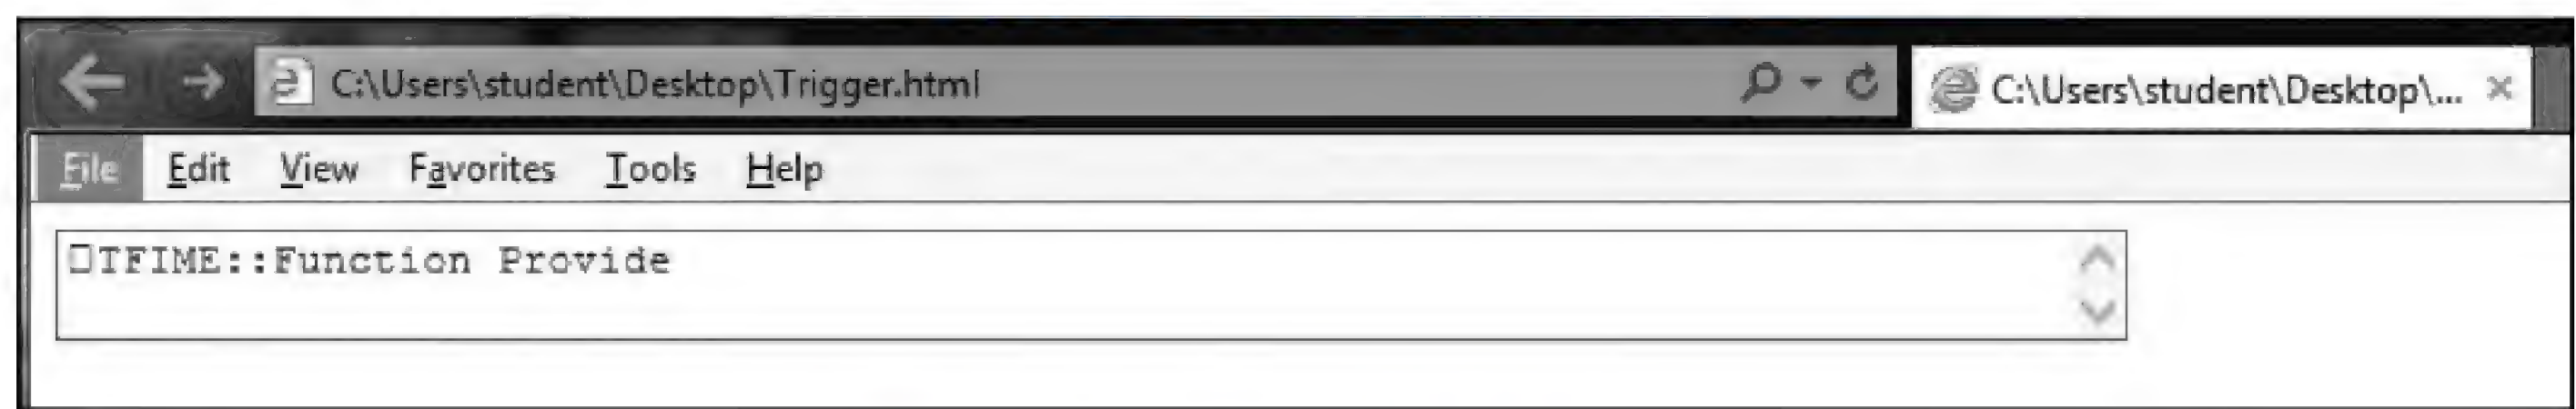 C:\Users\student\Desktop\Trigger.html
C:\Users\student\Desktop\...
File Edit View Favorites Tools Help
□TFIME::Function Provide